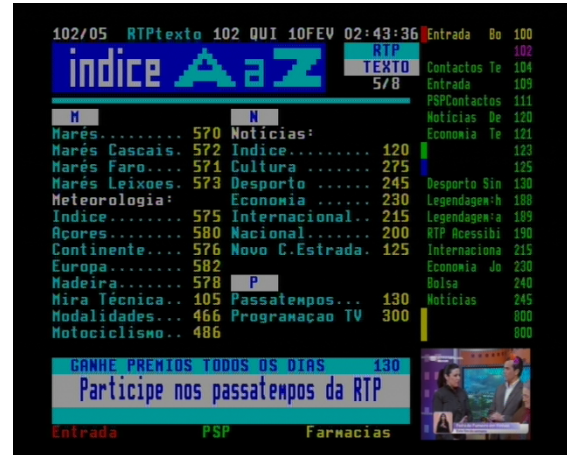 102/05 RTPtexto 102 QUI 10FEV 02:43:36
indice A a Z
RTP
TEXTO
5/8
M
Marés......... 570
Marés Cascais. 572
Marés Faro.... 571
Marés Leixoes. 573
Meteorologia:
Indice........ 575
Açores........ 580
Continente.... 576
Europa........ 582
Madeira....... 578
Mira Técnica.. 105
Modalidades... 466
Motociclismo.. 486
N
Notícias:
Indice......... 120
Cultura ....... 275
Desporto ...... 245
Economia ...... 230
Internacional.. 215
Nacional....... 200
Novo C.Estrada. 125
P
Passatempos... 130
Programaçao TV 300
GANHE PREMIOS TODOS OS DIAS 130
Participe nos passatempos da RTP
Entrada PSP Farmacias
Entrada Bo 100
102
Contactos Te 104
Entrada 109
PSPContactos 111
Notícias De 120
Economia Te 121
123
125
Desporto Sin 130
Legendagem:h 188
Legendagem:a 189
RTP Acessibi 190
Internaciona 215
Economia Jo 230
Bolsa 240
Noticias 245
800
800